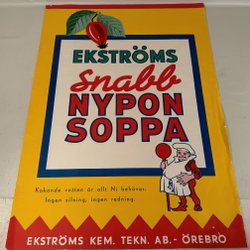 EKSTRÖMS
Snabb
NYPON
SOPPA
Kokande vatten är allt Ni behöver.
Ingen silning, ingen redning.
EKSTRÖMS KEM. TEKN. AB. - ÖREBRO